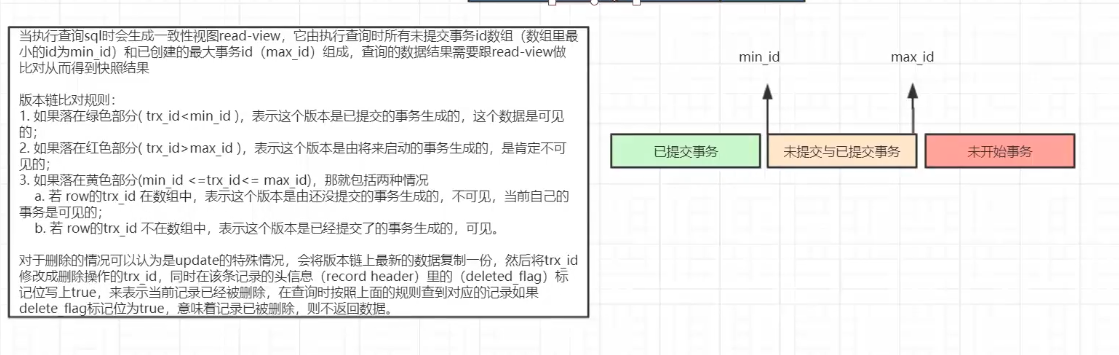 当执行查询sql时会生成一致性视图read-view，它由执行查询时所有未提交事务id数组（数组里最
小的id为min_id）和已创建的最大事务id（max_id）组成，查询的数据结果需要跟read-view做
比对从而得到快照结果
版本链比对规则：
1. 如果落在绿色部分( trx_id<min_id )，表示这个版本是已提交的事务生成的，这个数据是可见
的；
2. 如果落在红色部分( trx_id>max_id )，表示这个版本是由将来启动的事务生成的，是肯定不可
见的；
3. 如果落在黄色部分(min_id <=trx_id<= max_id)，那就包括两种情况
a. 若 row的trx_id 在数组中，表示这个版本是由还没提交的事务生成的，不可见，当前自己的
事务是可见的；
b. 若 row的trx_id 不在数组中，表示这个版本是已经提交了的事务生成的，可见。
对于删除的情况可以认为是update的特殊情况，会将版本链上最新的数据复制一份，然后将trx_id
修改成删除操作的trx_id，同时在该条记录的头信息（record header）里的（deleted_flag）标
记位写上true，来表示当前记录已经被删除，在查询时按照上面的规则查到对应的记录如果
delete_flag标记位为true，意味着记录已被删除，则不返回数据。
min_id
max_id
已提交事务
未提交与已提交事务
未开始事务